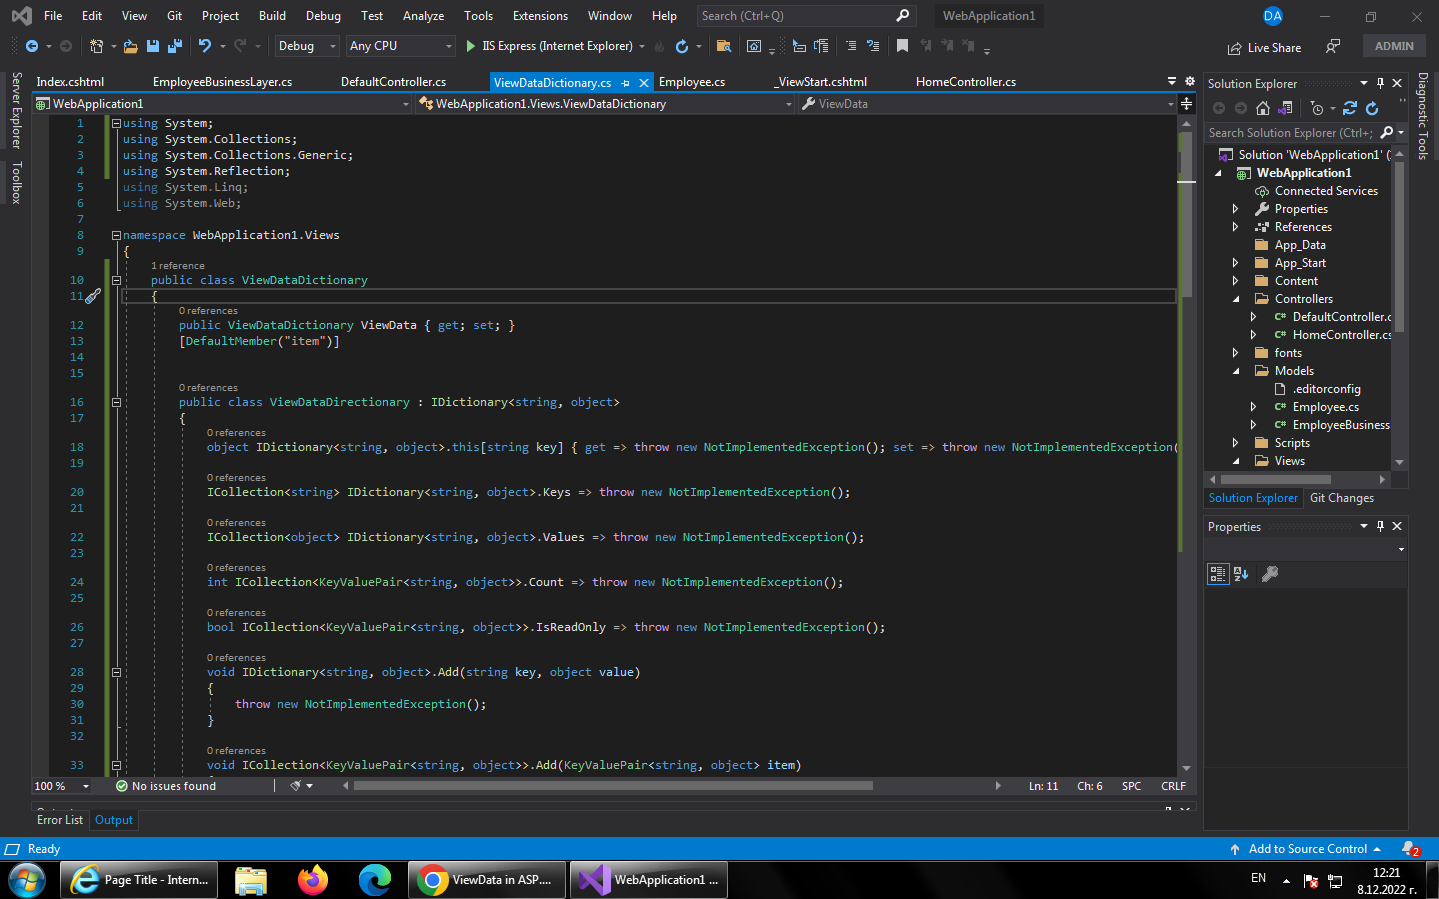 File Edit View Git Project Build Debug Test Analyze Tools Extensions Window Help Search (Ctrl+Q) WebApplication1 DA
Debug Any CPU IIS Express (Internet Explorer) Live Share ADMIN
Index.cshtml EmployeeBusinessLayer.cs DefaultController.cs ViewDataDictionary.cs Employee.cs _ViewStart.cshtml HomeController.cs
WebApplication1 WebApplication1.Views.ViewDataDictionary ViewData
Server Explorer
Toolbox
1 using System;
2 using System.Collections;
3 using System.Collections.Generic;
4 using System.Reflection;
5 using System.Linq;
6 using System.Web;
7
8 namespace WebApplication1.Views
9 {
1 reference
10 public class ViewDataDictionary
11 {
0 references
12 public ViewDataDictionary ViewData { get; set; }
13 [DefaultMember("item")]
14
15
0 references
16 public class ViewDataDirectionary : IDictionary<string, object>
17 {
0 references
18 object IDictionary<string, object>.this[string key] { get => throw new NotImplementedException(); set => throw new NotImplementedException(
19
0 references
20 ICollection<string> IDictionary<string, object>.Keys => throw new NotImplementedException();
21
0 references
22 ICollection<object> IDictionary<string, object>.Values => throw new NotImplementedException();
23
0 references
24 int ICollection<KeyValuePair<string, object>>.Count => throw new NotImplementedException();
25
0 references
26 bool ICollection<KeyValuePair<string, object>>.IsReadOnly => throw new NotImplementedException();
27
0 references
28 void IDictionary<string, object>.Add(string key, object value)
29 {
30 throw new NotImplementedException();
31 }
32
0 references
33 void ICollection<KeyValuePair<string, object>>.Add(KeyValuePair<string, object> item)
100 % No issues found Ln: 11 Ch: 6 SPC CRLF
Error List Output
Solution Explorer
Search Solution Explorer (Ctrl+;
Solution 'WebApplication1' (
WebApplication1
Connected Services
Properties
References
App_Data
App_Start
Content
Controllers
DefaultController.c
HomeController.cs
fonts
Models
.editorconfig
Employee.cs
EmployeeBusiness
Scripts
Views
Solution Explorer Git Changes
Properties
Diagnostic Tools
Ready Add to Source Control 2
Page Title - Intern... ViewData in ASP.... WebApplication1 ... EN 12:21
8.12.2022 г.